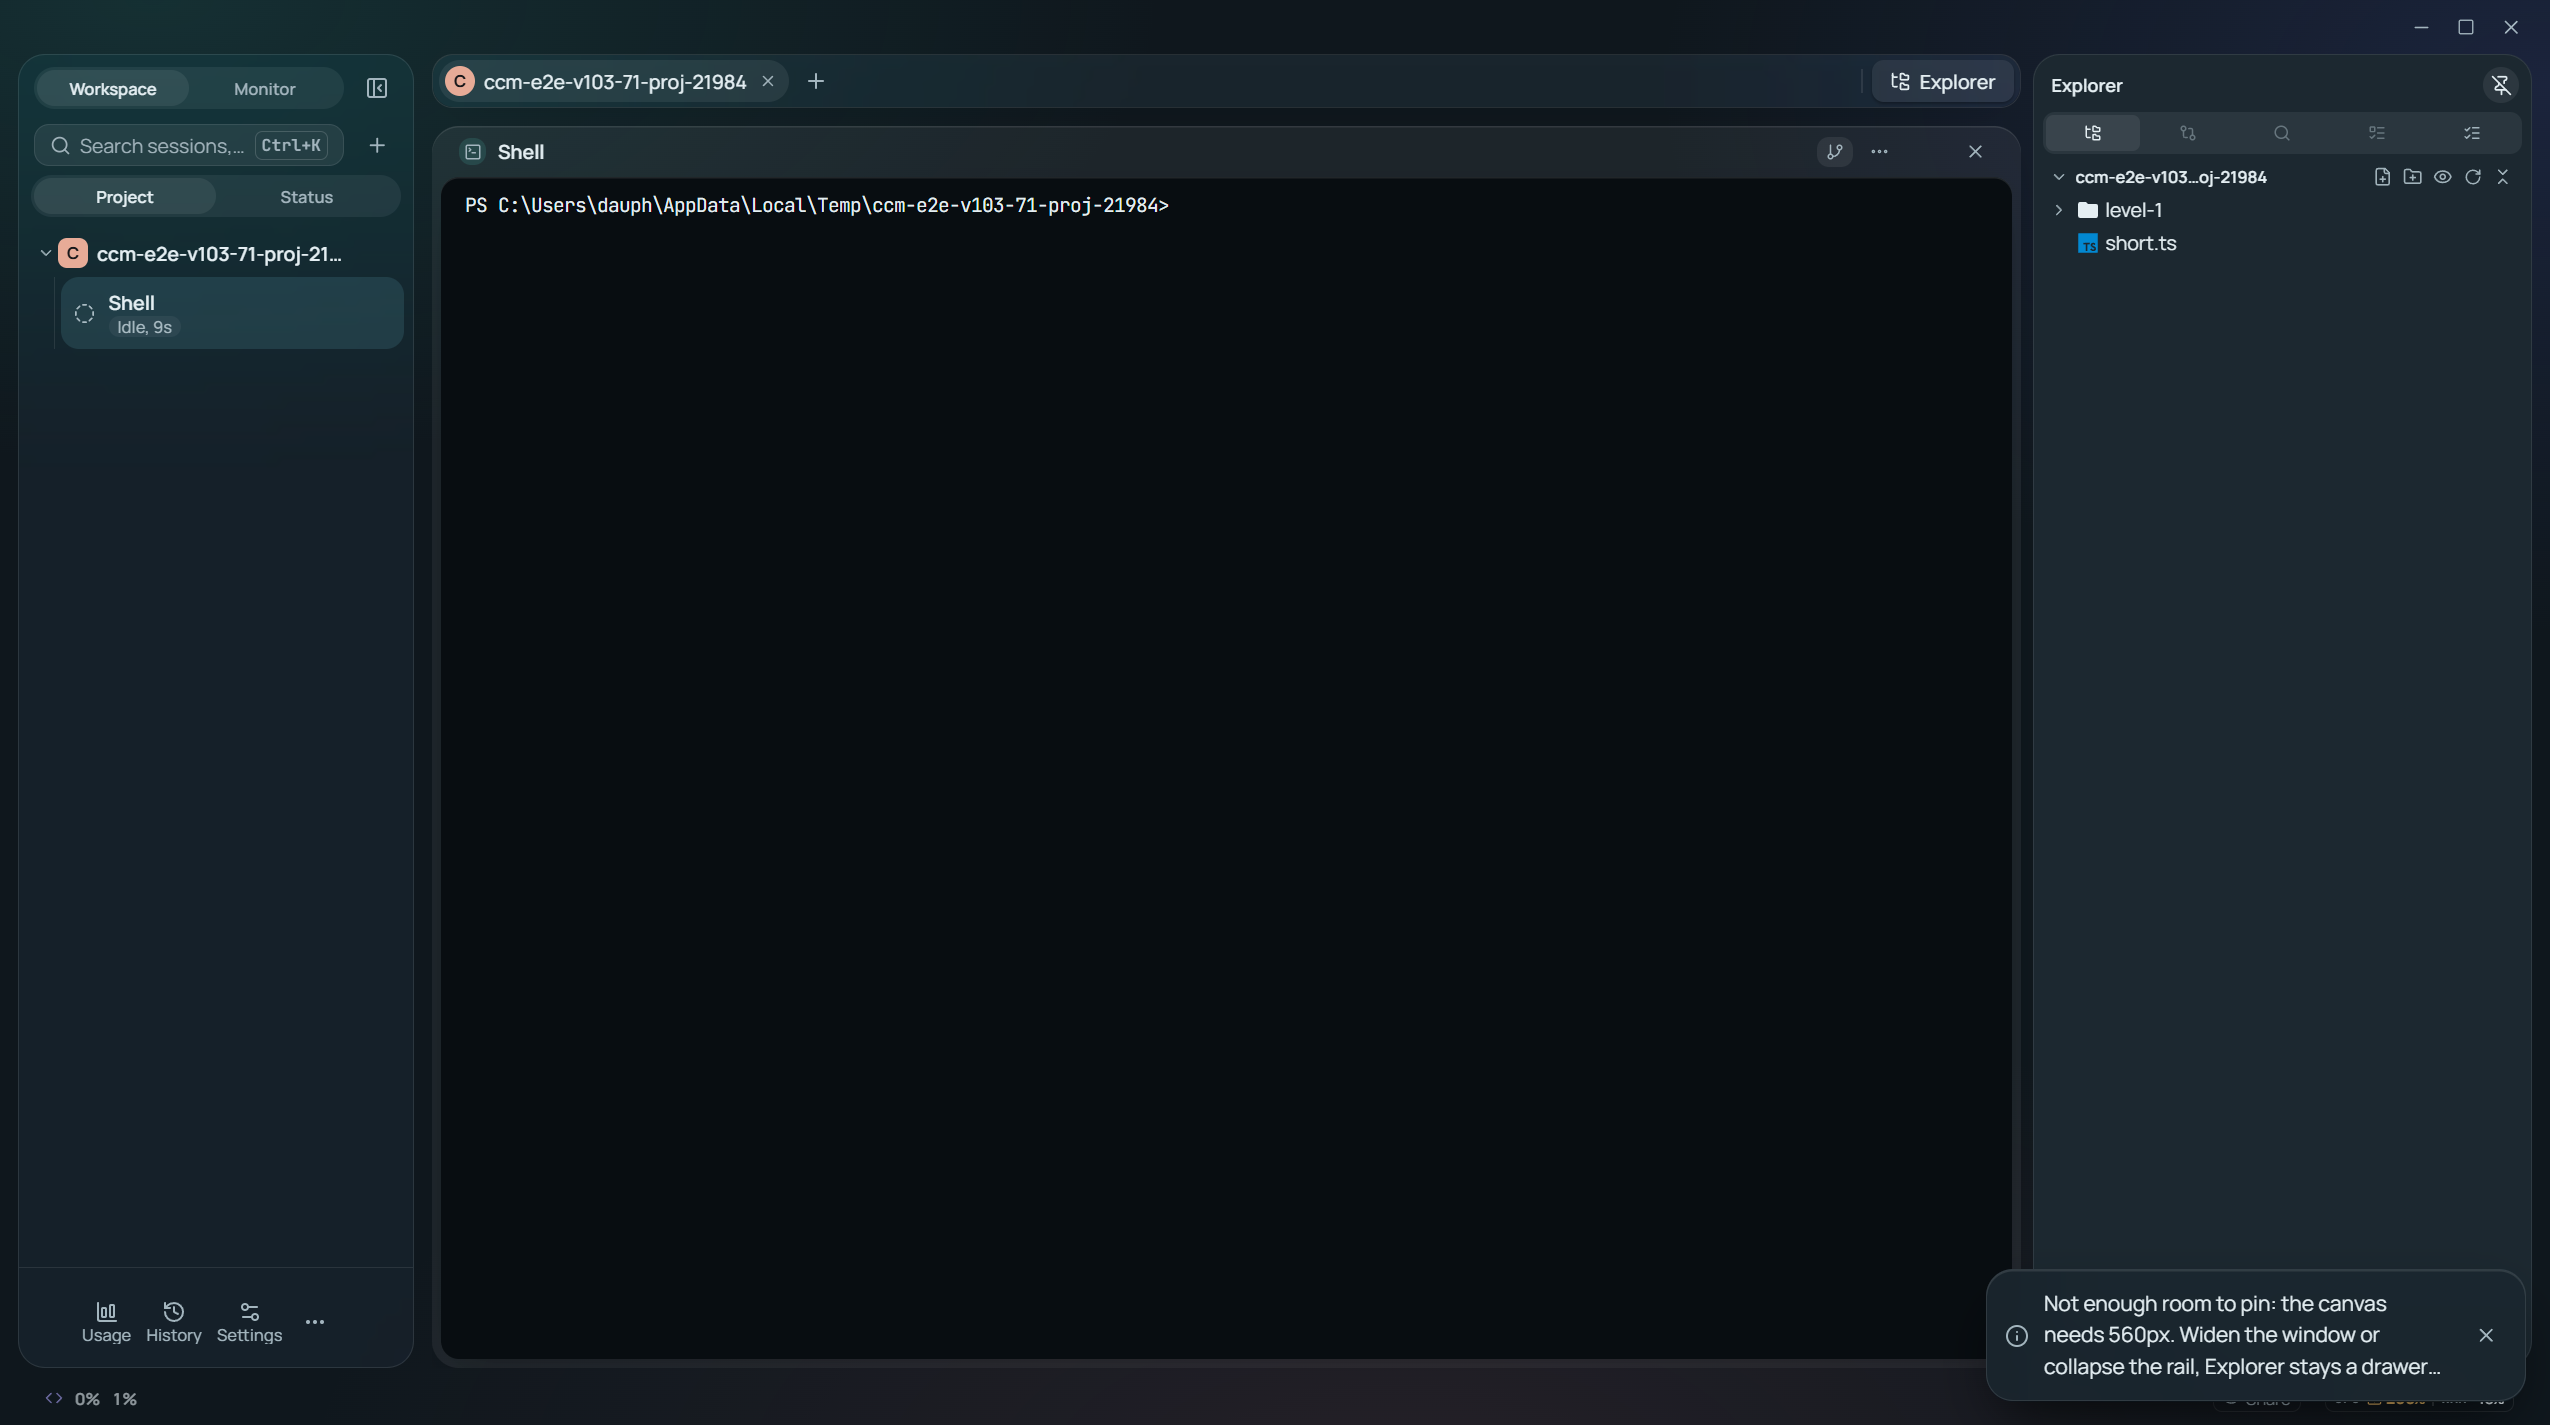 Workspace
Monitor
Search sessions,...
Ctrl+K
Project
Status
C
ccm-e2e-v103-71-proj-21...
Shell
Idle, 9s
Usage
History
Settings
0%
1%
C
ccm-e2e-v103-71-proj-21984
Explorer
Shell
PS C:\Users\dauph\AppData\Local\Temp\ccm-e2e-v103-71-proj-21984>
Explorer
ccm-e2e-v103...oj-21984
level-1
TS
short.ts
Not enough room to pin: the canvas
needs 560px. Widen the window or
collapse the rail, Explorer stays a drawer...